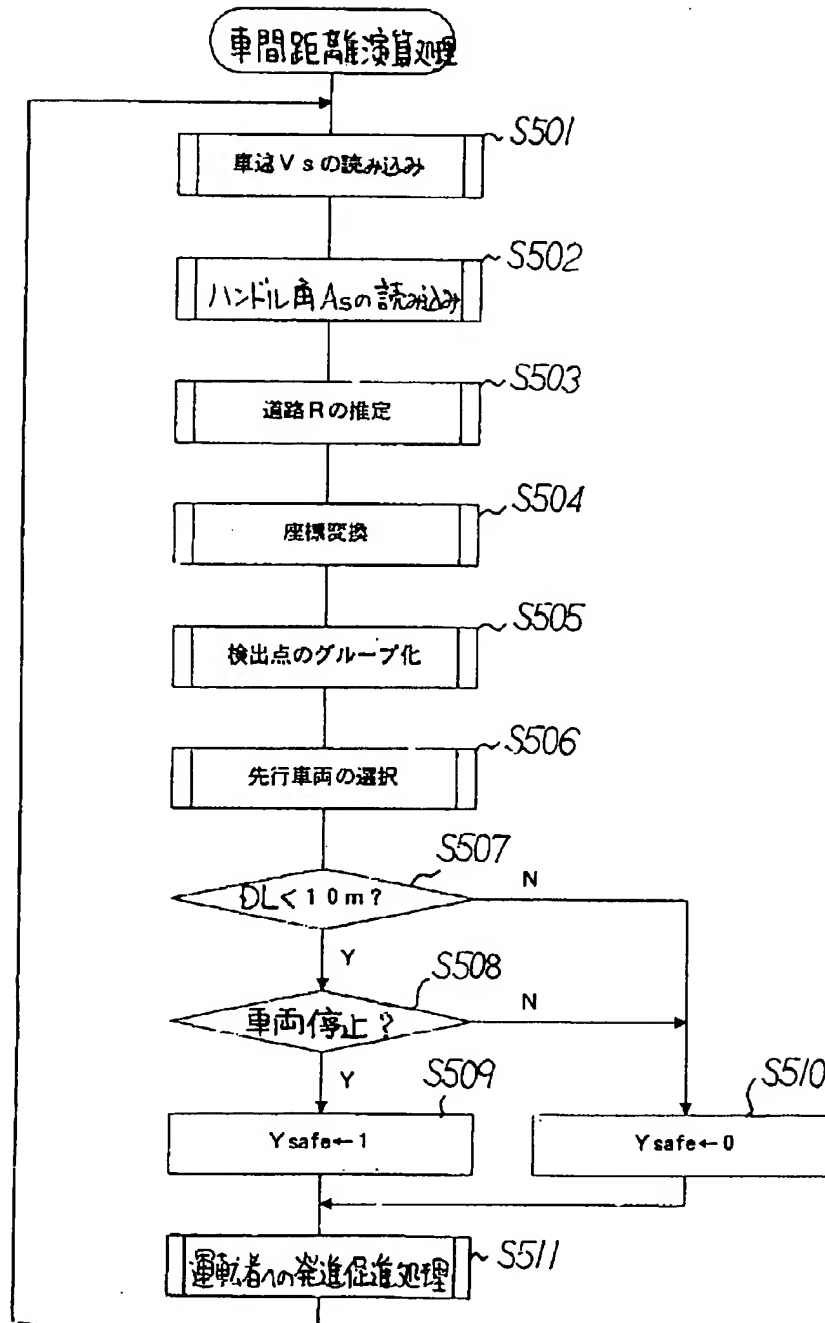 車間距離演算処理
S501
車速Vsの読み込み
S502
ハンドル角Asの読み込み
S503
道路Rの推定
S504
座標変換
S505
検出点のグループ化
S506
先行車両の選択
S507
DL<10m?
N
Y
S508
車両停止?
N
Y
S509
Ysafe←1
S510
Ysafe←0
S511
運転者への発進促進処理